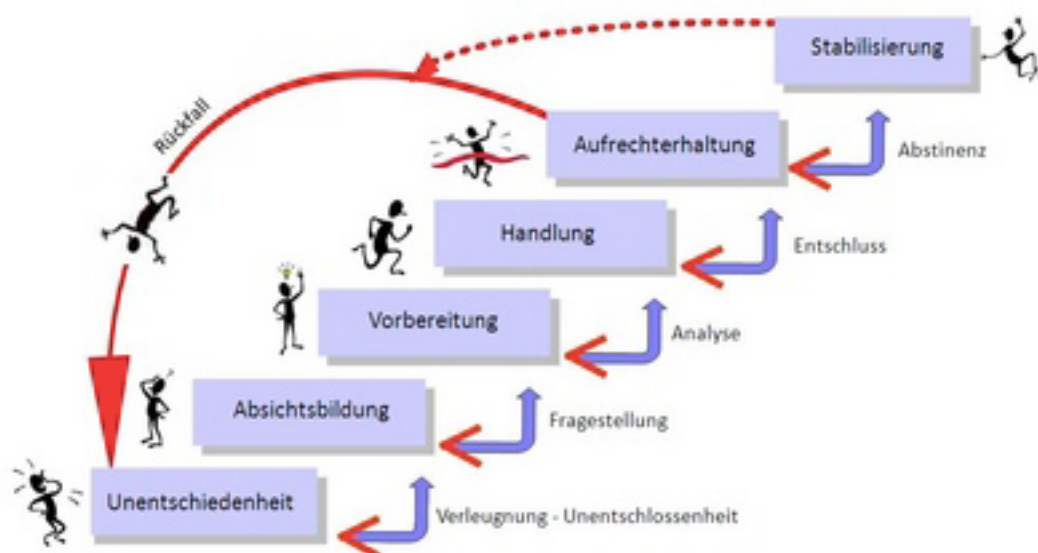 Stabilisierung
Rückfall
Aufrechterhaltung
Abstinenz
Handlung
Entschluss
Vorbereitung
Analyse
Absichtsbildung
Fragestellung
Unentschiedenheit
Verleugnung - Unentschlossenheit